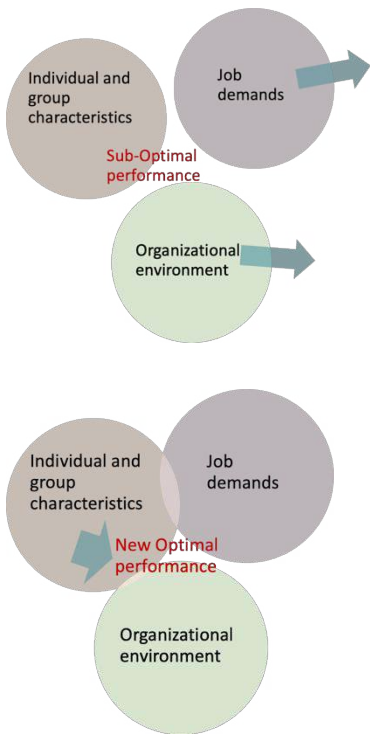 Individual and
group
characteristics
Job
demands
Sub-Optimal
performance
Organizational
environment
Individual and
group
characteristics
Job
demands
New Optimal
performance
Organizational
environment